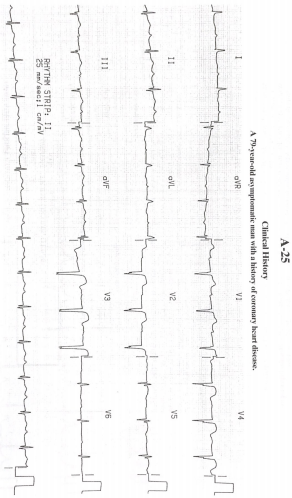 A-25
Clinical History
A 79-year-old asymptomatic man with a history of coronary heart disease.
I
aVR
V1
V4
II
aVL
V2
V5
III
aVF
V3
V6
RHYTHM STRIP: II
25 mm/sec;1 cm/mV